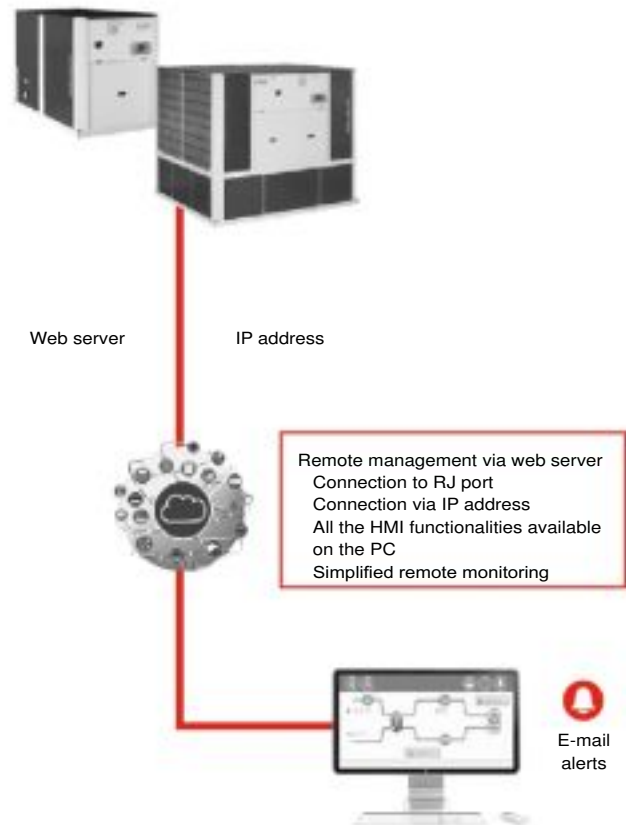 Web server
IP address
Remote management via web server
Connection to RJ port
Connection via IP address
All the HMI functionalities available
on the PC
Simplified remote monitoring
E-mail
alerts